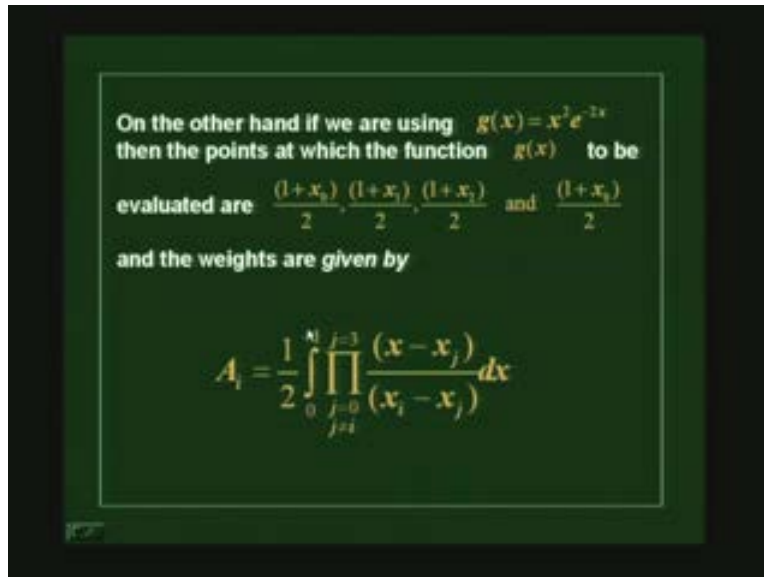 On the other hand if we are using g(x) = x²e⁻²ˣ
then the points at which the function g(x) to be
evaluated are (1+x₀)/2, (1+x₁)/2, (1+x₂)/2 and (1+x₃)/2
and the weights are given by
Aᵢ = 1/2 ∫₀¹ ∏ j=0 j≠i j=3 (x − xⱼ)/(xᵢ − xⱼ) dx